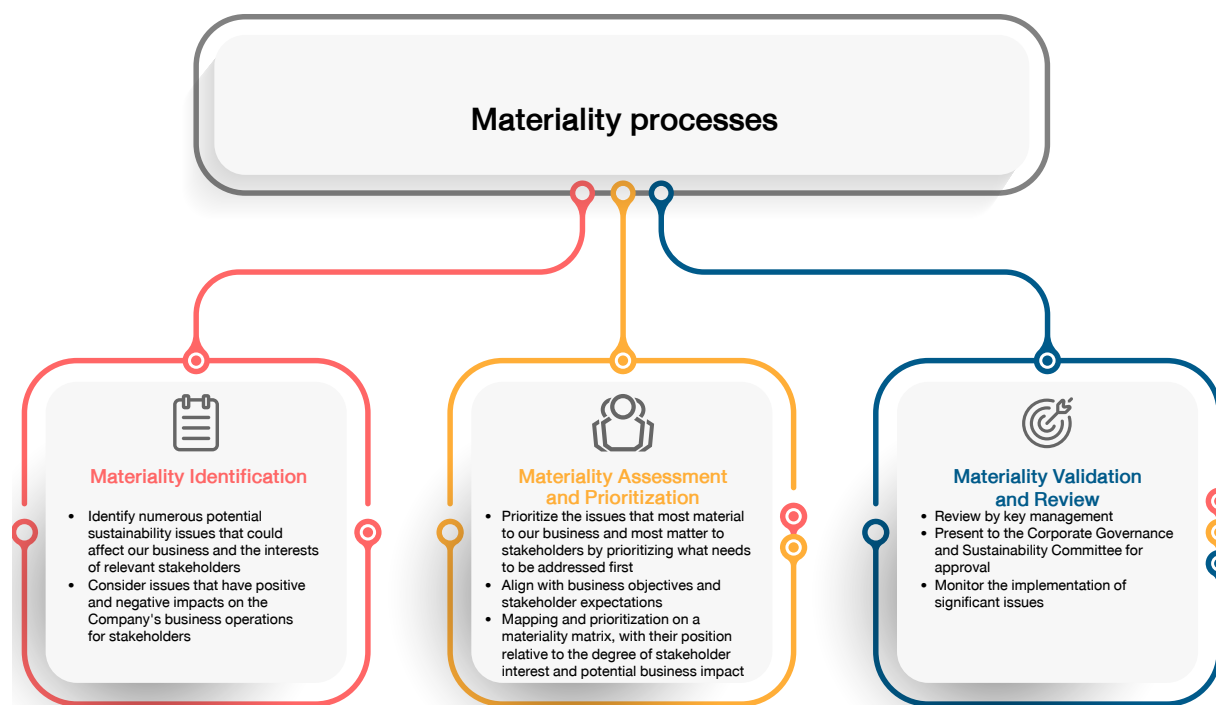 Materiality processes
Materiality Identification
• Identify numerous potential
sustainability issues that could
affect our business and the interests
of relevant stakeholders
• Consider issues that have positive
and negative impacts on the
Company's business operations
for stakeholders
Materiality Assessment
and Prioritization
• Prioritize the issues that most material
to our business and most matter to
stakeholders by prioritizing what needs
to be addressed first
• Align with business objectives and
stakeholder expectations
• Mapping and prioritization on a
materiality matrix, with their position
relative to the degree of stakeholder
interest and potential business impact
Materiality Validation
and Review
• Review by key management
• Present to the Corporate Governance
and Sustainability Committee for
approval
• Monitor the implementation of
significant issues